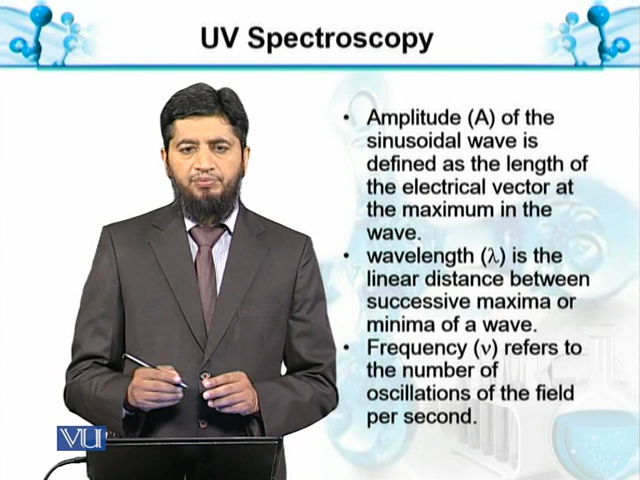 UV Spectroscopy
• Amplitude (A) of the
sinusoidal wave is
defined as the length of
the electrical vector at
the maximum in the
wave.
• wavelength (λ) is the
linear distance between
successive maxima or
minima of a wave.
• Frequency (ν) refers to
the number of
oscillations of the field
per second.
VU